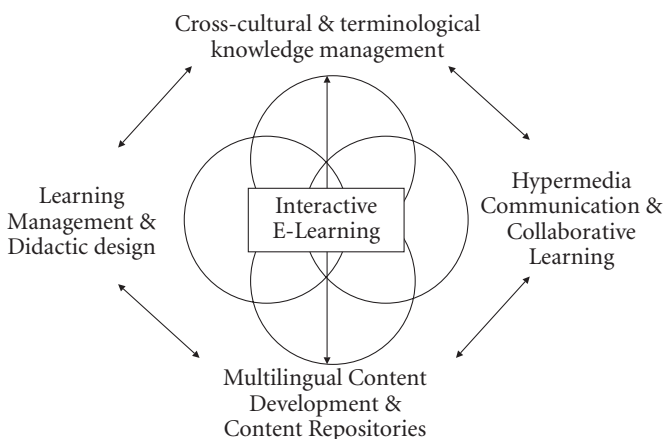 Cross-cultural & terminological
knowledge management
Learning
Management &
Didactic design
Interactive
E-Learning
Hypermedia
Communication &
Collaborative
Learning
Multilingual Content
Development &
Content Repositories